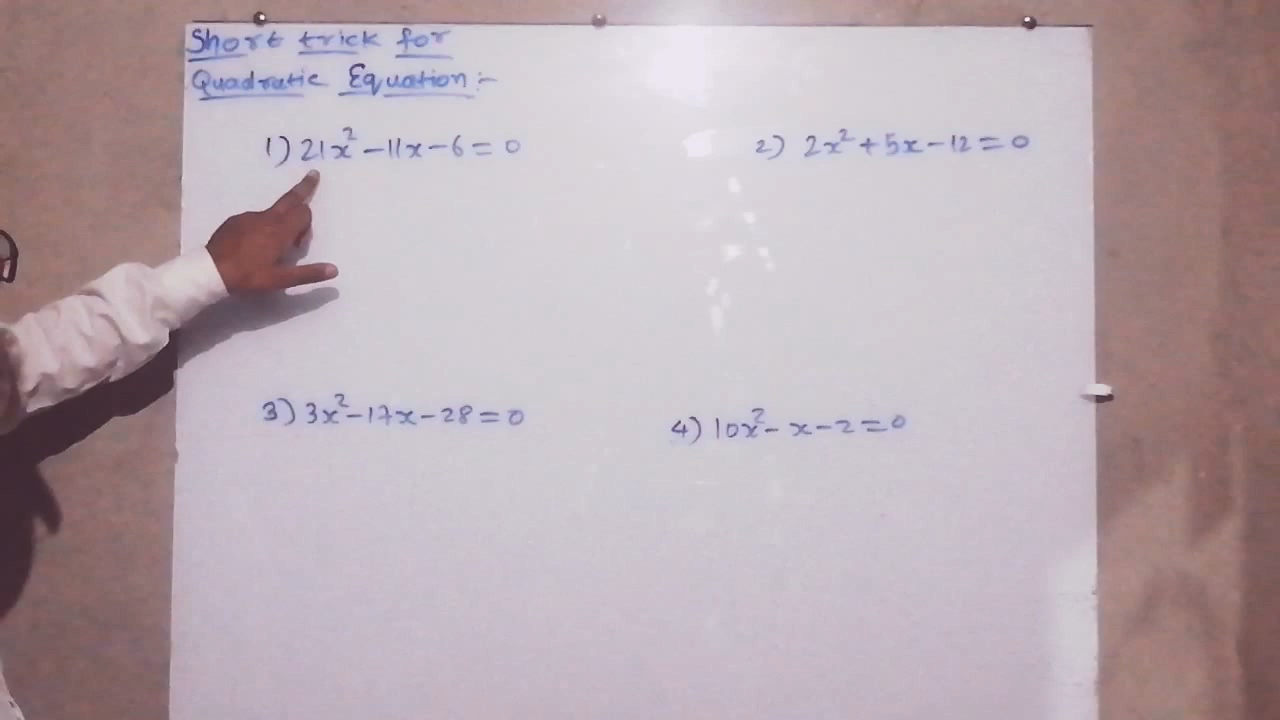 Short trick for
Quadratic Equation:-
1) 21x² - 11x - 6 = 0
2) 2x² + 5x - 12 = 0
3) 3x² - 17x - 28 = 0
4) 10x² - x - 2 = 0